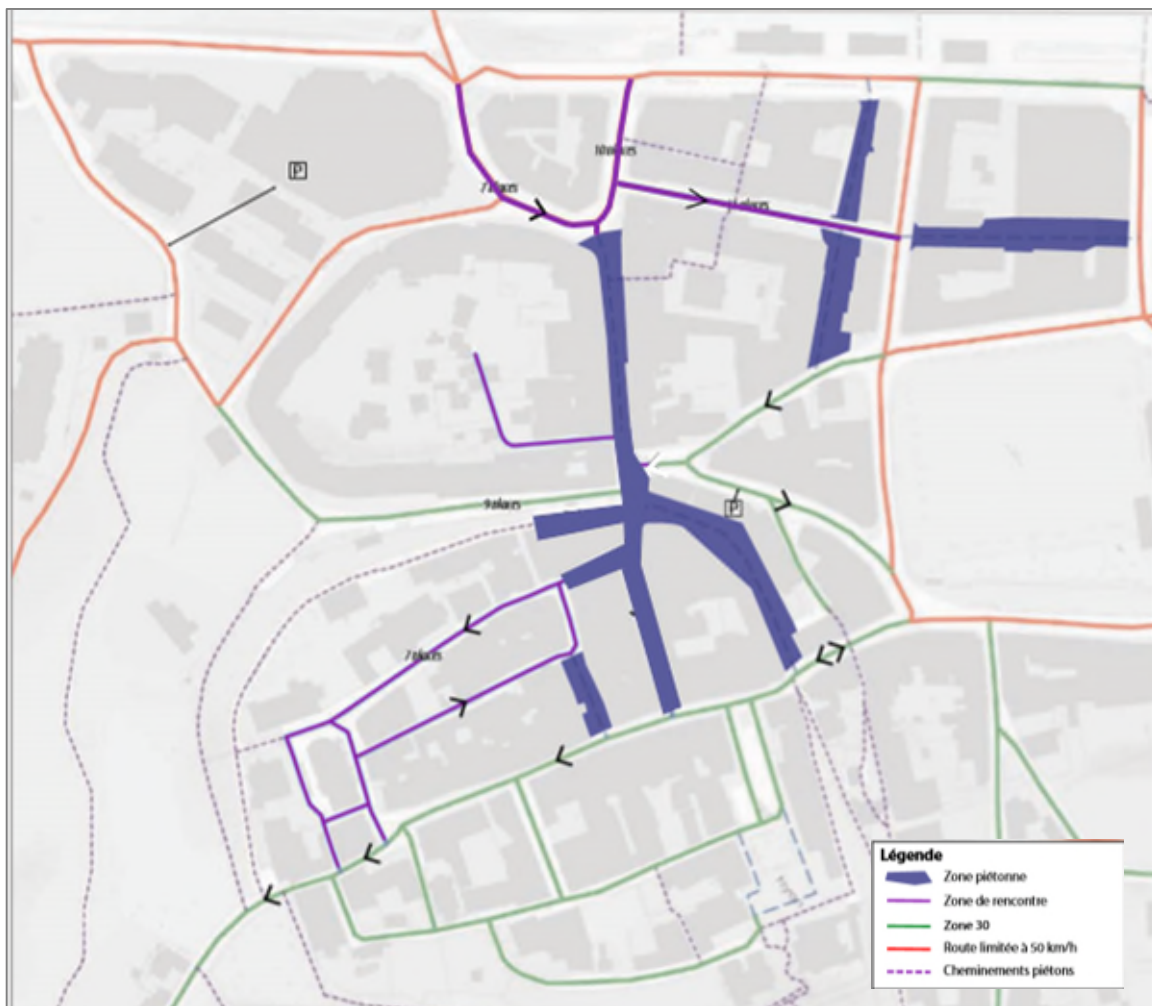 P
10 places
7 places
9 places
P
7 places
Légende
Zone piétonne
Zone de rencontre
Zone 30
Route limitée à 50 km/h
Cheminements piétons